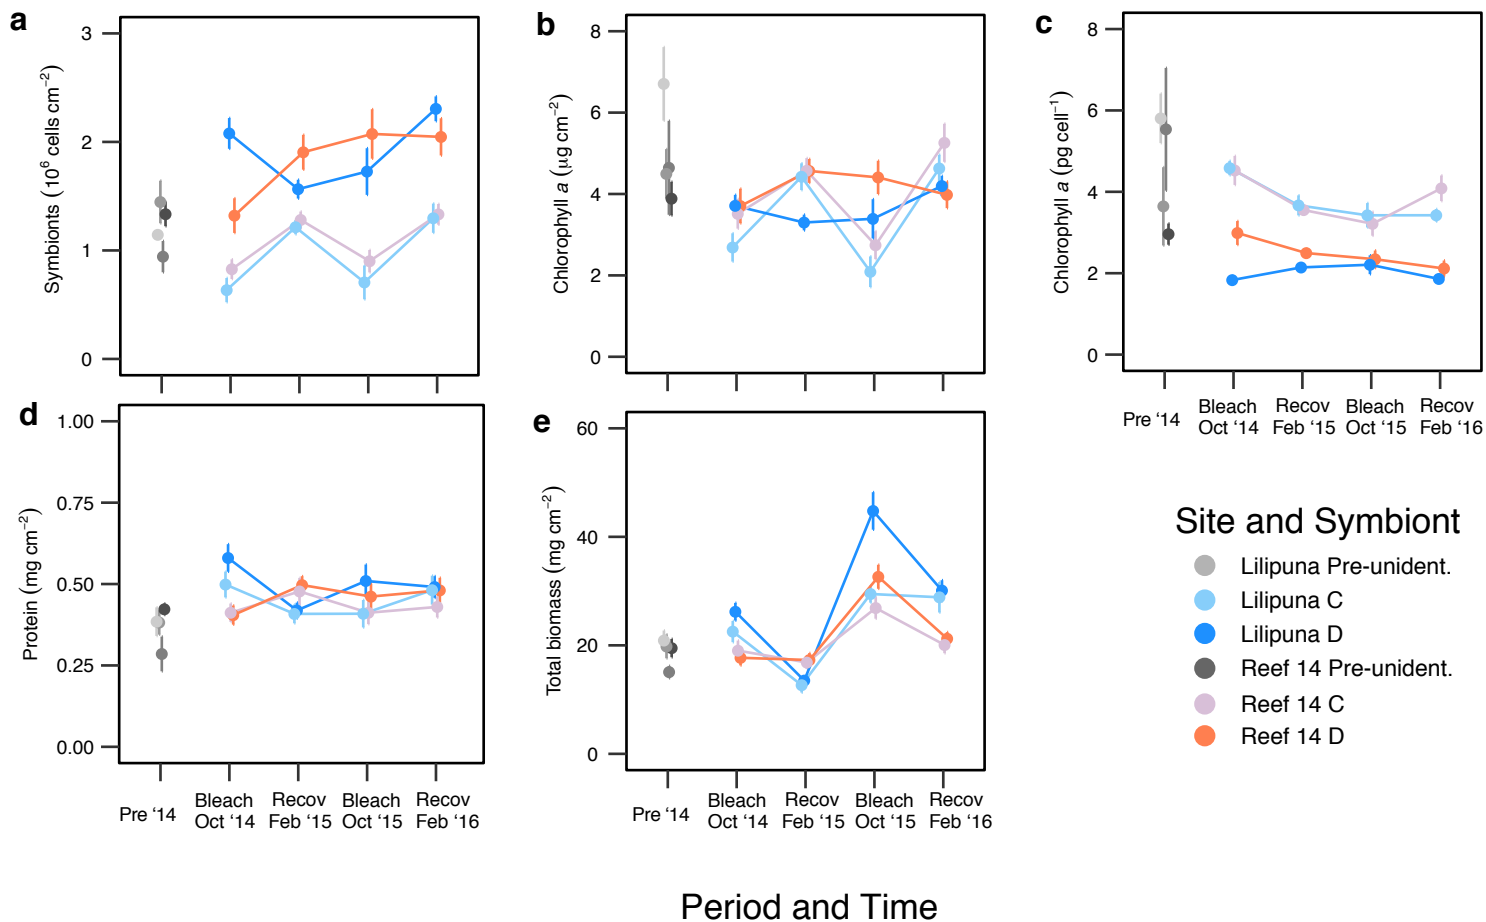 a
Symbionts (10⁶ cells cm⁻²)
3
2
1
0
b
Chlorophyll a (μg cm⁻²)
8
6
4
2
0
c
Chlorophyll a (pg cell⁻¹)
8
6
4
2
0
Pre ‘14
Bleach
Oct ‘14
Recov
Feb ‘15
Bleach
Oct ‘15
Recov
Feb ‘16
d
Protein (mg cm⁻²)
1.00
0.75
0.50
0.25
0.00
Pre ‘14
Bleach
Oct ‘14
Recov
Feb ‘15
Bleach
Oct ‘15
Recov
Feb ‘16
e
Total biomass (mg cm⁻²)
60
40
20
0
Pre ‘14
Bleach
Oct ‘14
Recov
Feb ‘15
Bleach
Oct ‘15
Recov
Feb ‘16
Site and Symbiont
Lilipuna Pre-unident.
Lilipuna C
Lilipuna D
Reef 14 Pre-unident.
Reef 14 C
Reef 14 D
Period and Time